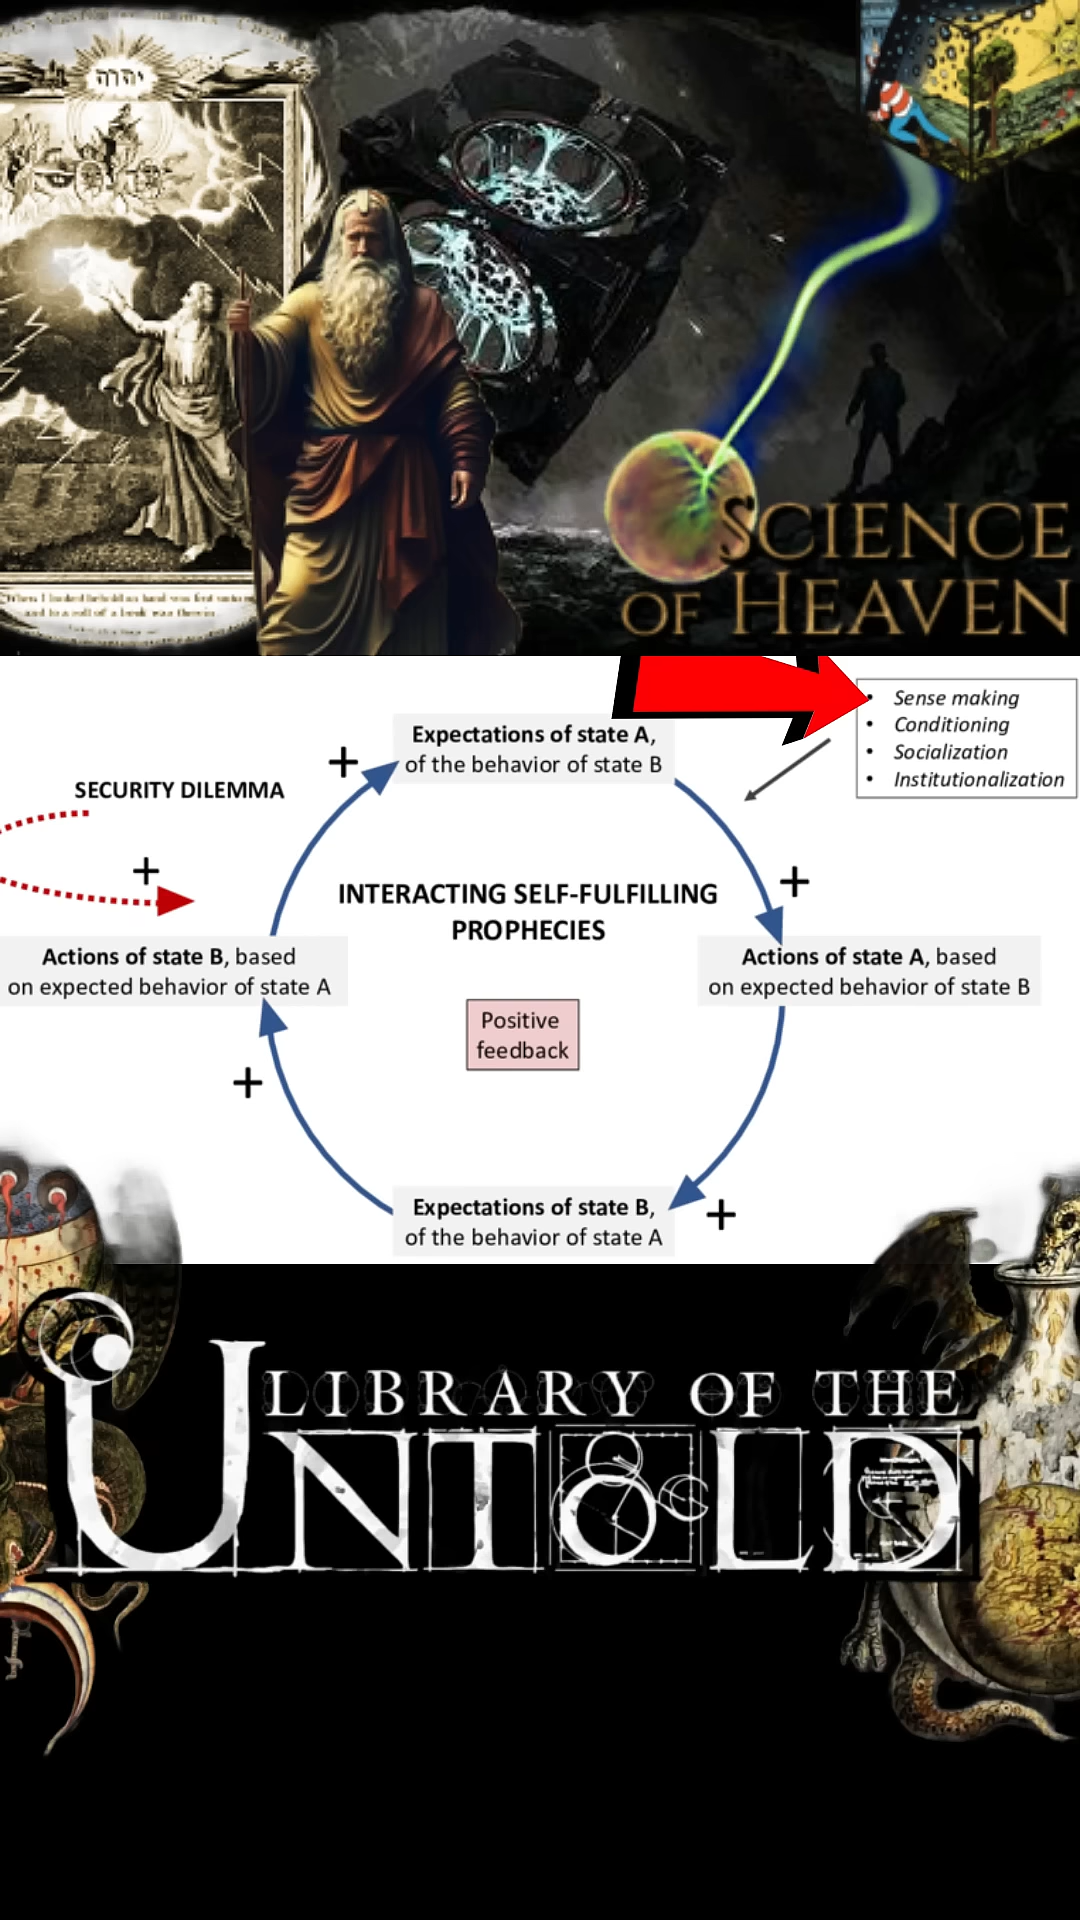 יהוה
SCIENCE
OF HEAVEN
Sense making
Conditioning
Socialization
Institutionalization
Expectations of state A,
of the behavior of state B
+
SECURITY DILEMMA
+
+
INTERACTING SELF-FULFILLING
PROPHECIES
Actions of state B, based
on expected behavior of state A
Actions of state A, based
on expected behavior of state B
Positive
feedback
+
Expectations of state B,
of the behavior of state A
+
LIBRARY OF THE
UNTOLD